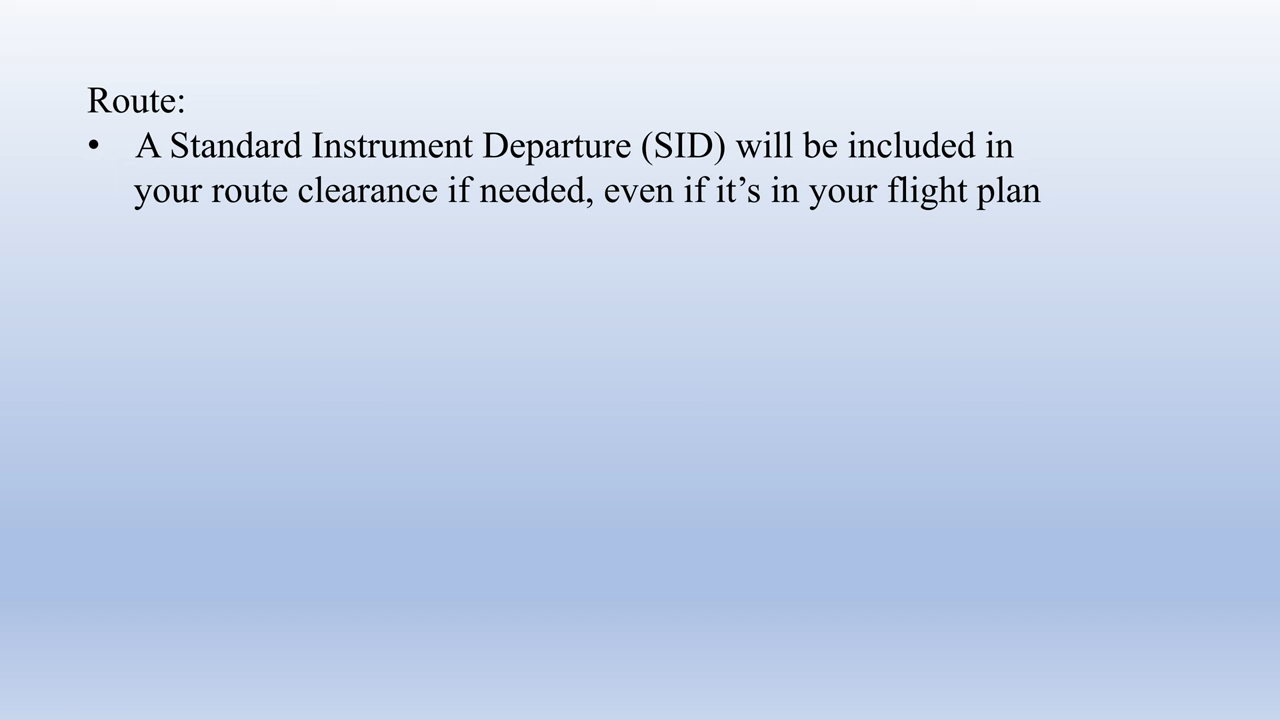 Route:
• A Standard Instrument Departure (SID) will be included in
your route clearance if needed, even if it’s in your flight plan